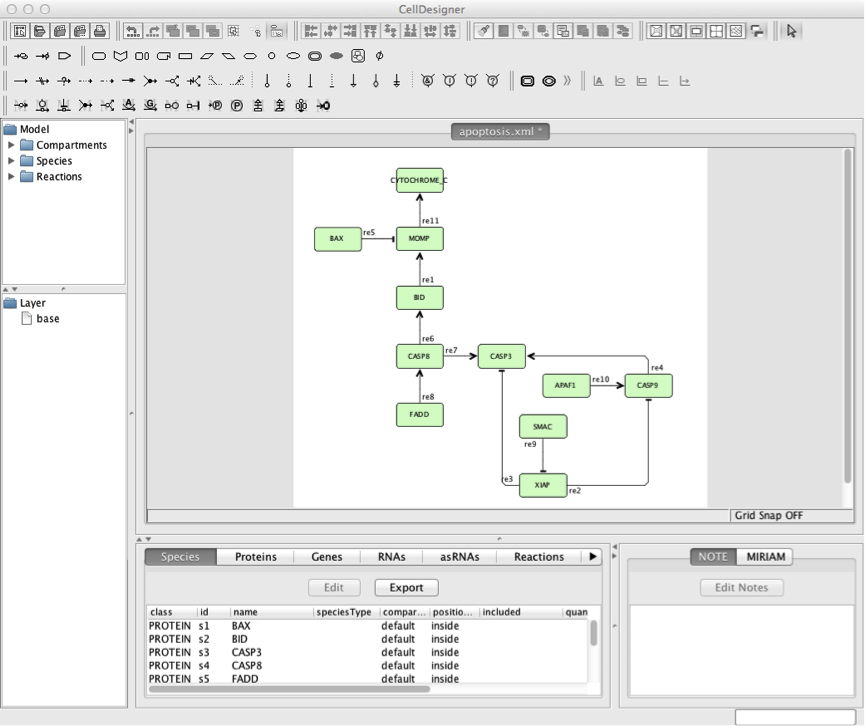 CellDesigner
Model
Compartments
Species
Reactions
Layer
base
apoptosis.xml *
CYTOCHROME_C
re11
BAX
re5
MOMP
re1
BID
re6
CASP8
re7
CASP3
re4
APAF1
re10
CASP9
re8
FADD
SMAC
re9
re3
XIAP
re2
Grid Snap OFF
Species Proteins Genes RNAs asRNAs Reactions
Edit Export
class id name speciesType compar... positio... included quan
PROTEIN s1 BAX default inside
PROTEIN s2 BID default inside
PROTEIN s3 CASP3 default inside
PROTEIN s4 CASP8 default inside
PROTEIN s5 FADD default inside
NOTE MIRIAM
Edit Notes